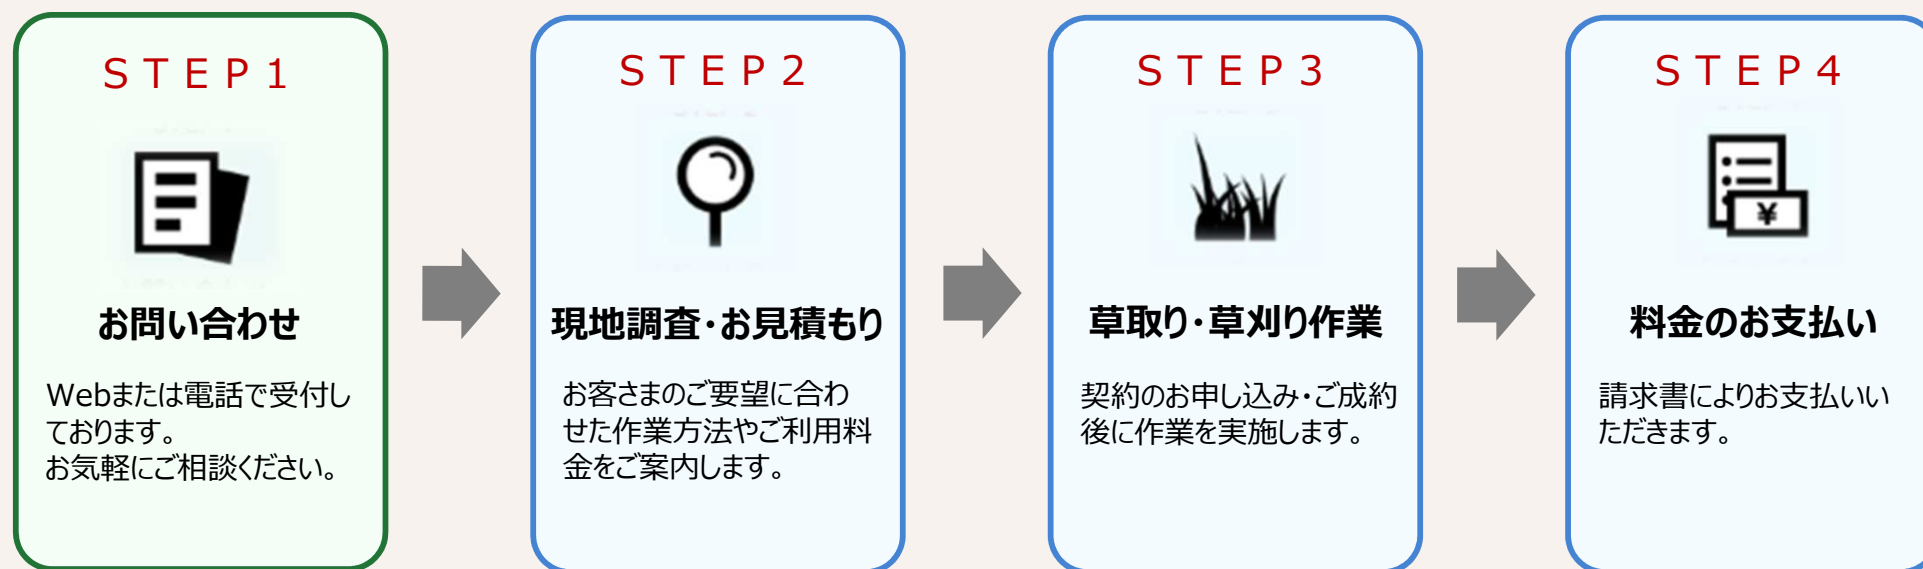 STEP1
お問い合わせ
Webまたは電話で受付し
ております。
お気軽にご相談ください。
STEP2
現地調査・お見積もり
お客さまのご要望に合わ
せた作業方法やご利用料
金をご案内します。
STEP3
草取り・草刈り作業
契約のお申し込み・ご成約
後に作業を実施します。
STEP4
¥
料金のお支払い
請求書によりお支払いい
ただきます。